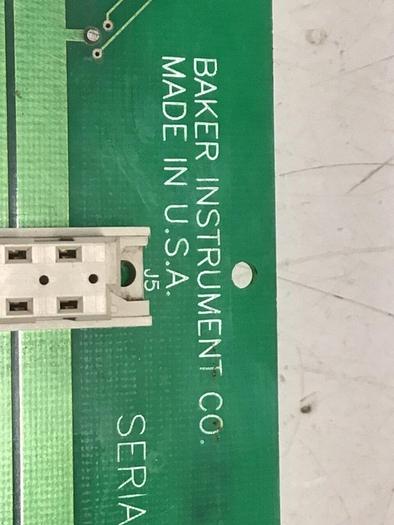 BAKER INSTRUMENT CO.
MADE IN U.S.A.
J5
SERIA